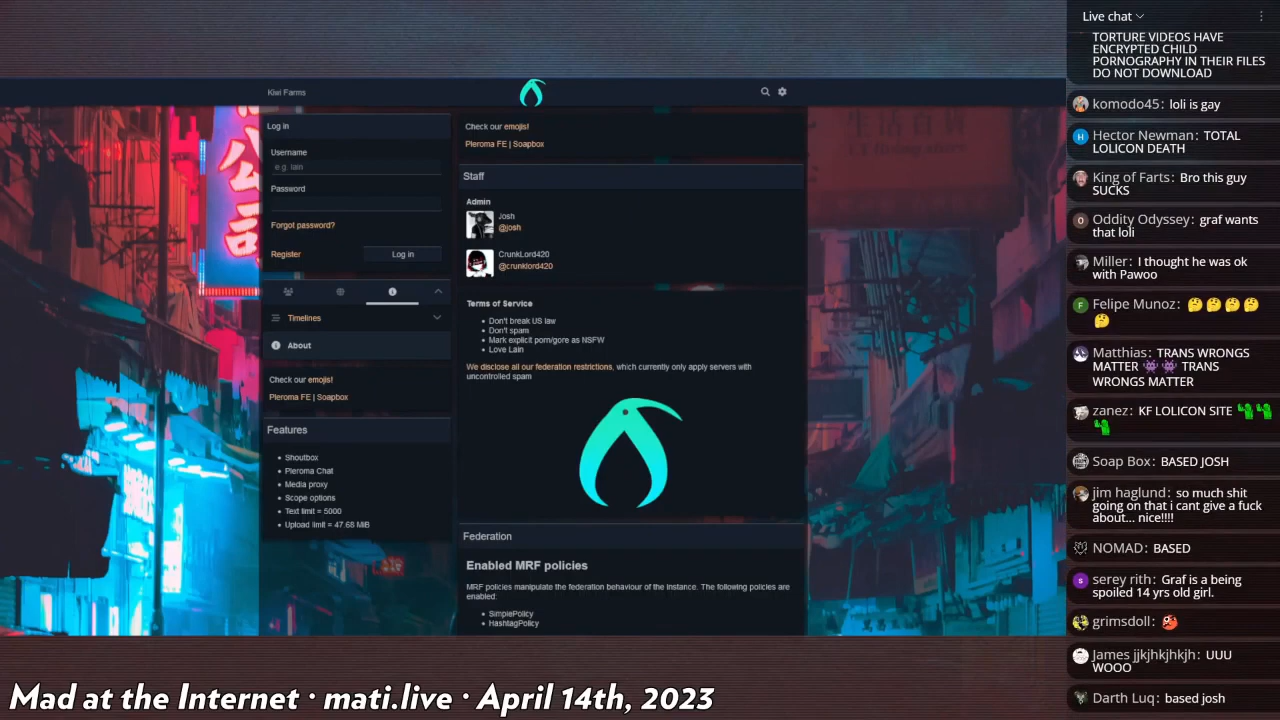 Kiwi Farms
Log in
Username
e.g. lain
Password
Forgot password?
Register
Log in
Timelines
About
Check our emojis!
Pleroma FE | Soapbox
Features
• Shoutbox
• Pleroma Chat
• Media proxy
• Scope options
• Text limit = 5000
• Upload limit = 47.68 MiB
Check our emojis!
Pleroma FE | Soapbox
Staff
Admin
Josh
@josh
CrunkLord420
@crunklord420
Terms of Service
• Don't break US law
• Don't spam
• Mark explicit porn/gore as NSFW
• Love Lain
We disclose all our federation restrictions, which currently only apply servers with
uncontrolled spam
Federation
Enabled MRF policies
MRF policies manipulate the federation behaviour of the instance. The following policies are
enabled:
• SimplePolicy
• HashtagPolicy
Live chat
TORTURE VIDEOS HAVE
ENCRYPTED CHILD
PORNOGRAPHY IN THEIR FILES
DO NOT DOWNLOAD
komodo45: loli is gay
Hector Newman: TOTAL
LOLICON DEATH
King of Farts: Bro this guy
SUCKS
Oddity Odyssey: graf wants
that loli
Miller: I thought he was ok
with Pawoo
Felipe Munoz: 🤔🤔🤔🤔
🤔
Matthias: TRANS WRONGS
MATTER 👾👾 TRANS
WRONGS MATTER
zanez: KF LOLICON SITE
Soap Box: BASED JOSH
jim haglund: so much shit
going on that i cant give a fuck
about... nice!!!!
NOMAD: BASED
serey rith: Graf is a being
spoiled 14 yrs old girl.
grimsdoll:
James jjkjhkjhkjh: UUU
WOOO
Darth Luq: based josh
Mad at the Internet · mati.live · April 14th, 2023